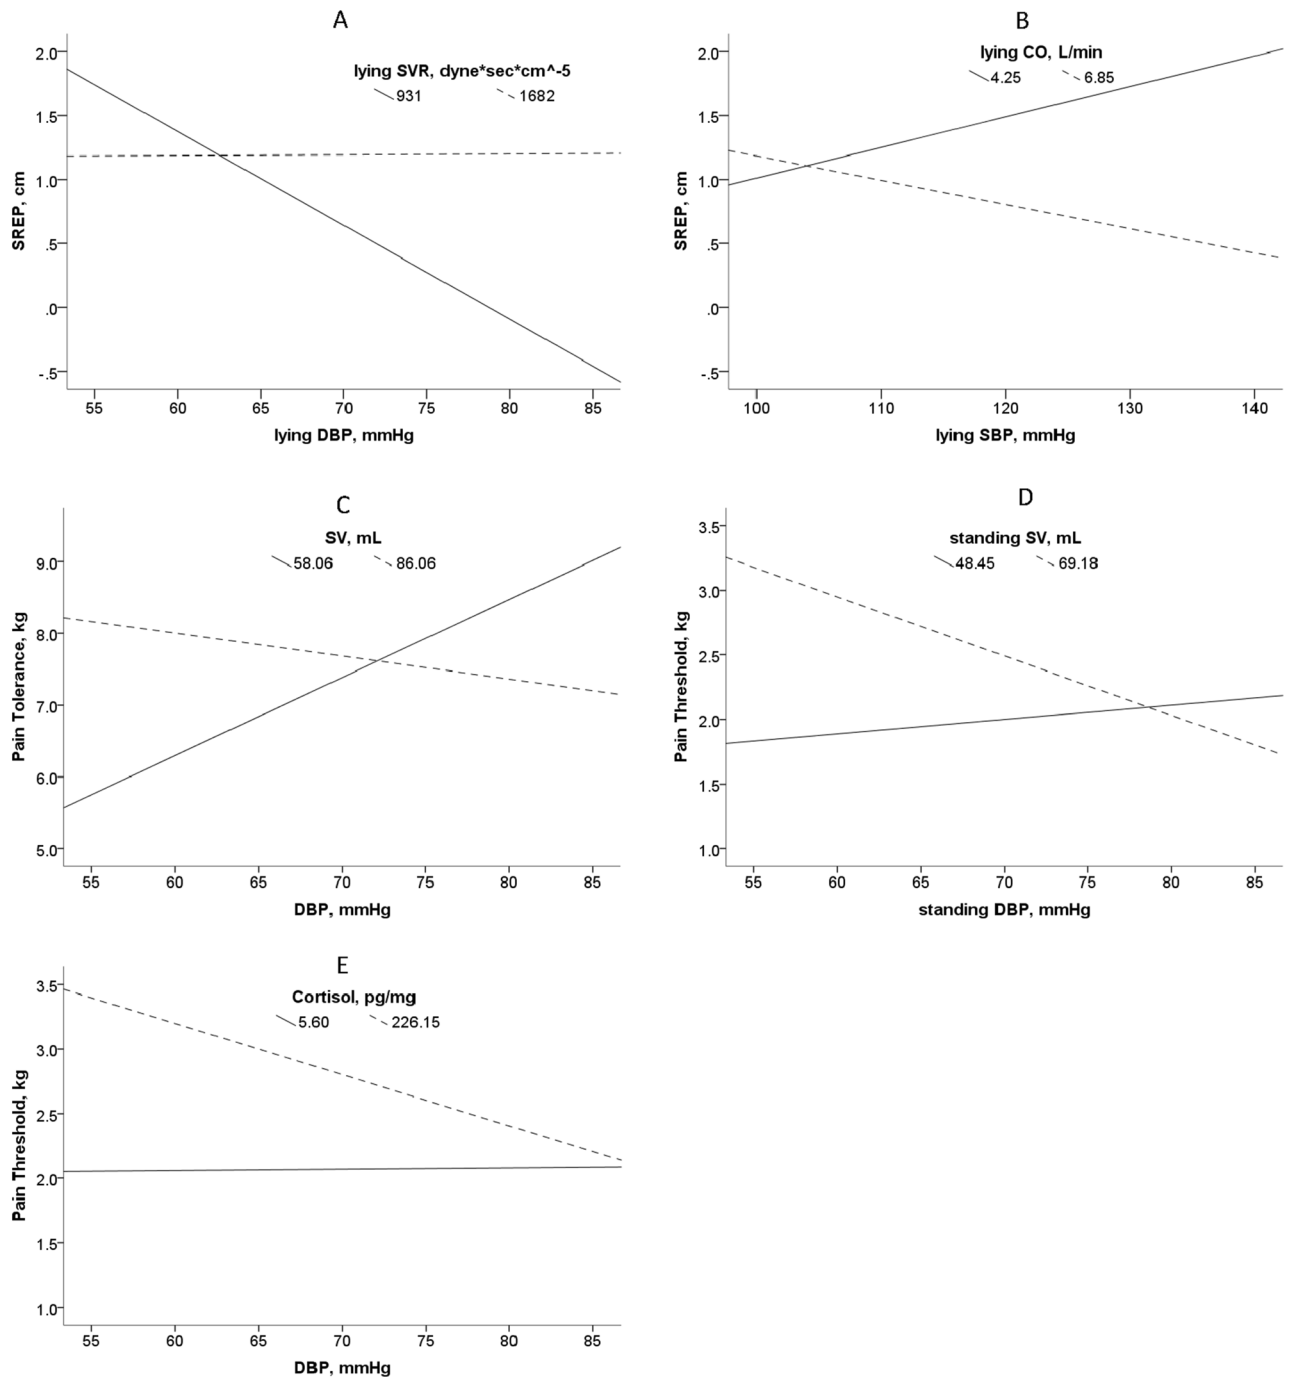 A
lying SVR, dyne*sec*cm^-5
931 1682
2.0
1.5
1.0
.5
.0
-.5
SREP, cm
55 60 65 70 75 80 85
lying DBP, mmHg
B
lying CO, L/min
4.25 6.85
2.0
1.5
1.0
.5
.0
-.5
SREP, cm
100 110 120 130 140
lying SBP, mmHg
C
SV, mL
58.06 86.06
9.0
8.0
7.0
6.0
5.0
Pain Tolerance, kg
55 60 65 70 75 80 85
DBP, mmHg
D
standing SV, mL
48.45 69.18
3.5
3.0
2.5
2.0
1.5
1.0
Pain Threshold, kg
55 60 65 70 75 80 85
standing DBP, mmHg
E
Cortisol, pg/mg
5.60 226.15
3.5
3.0
2.5
2.0
1.5
1.0
Pain Threshold, kg
55 60 65 70 75 80 85
DBP, mmHg